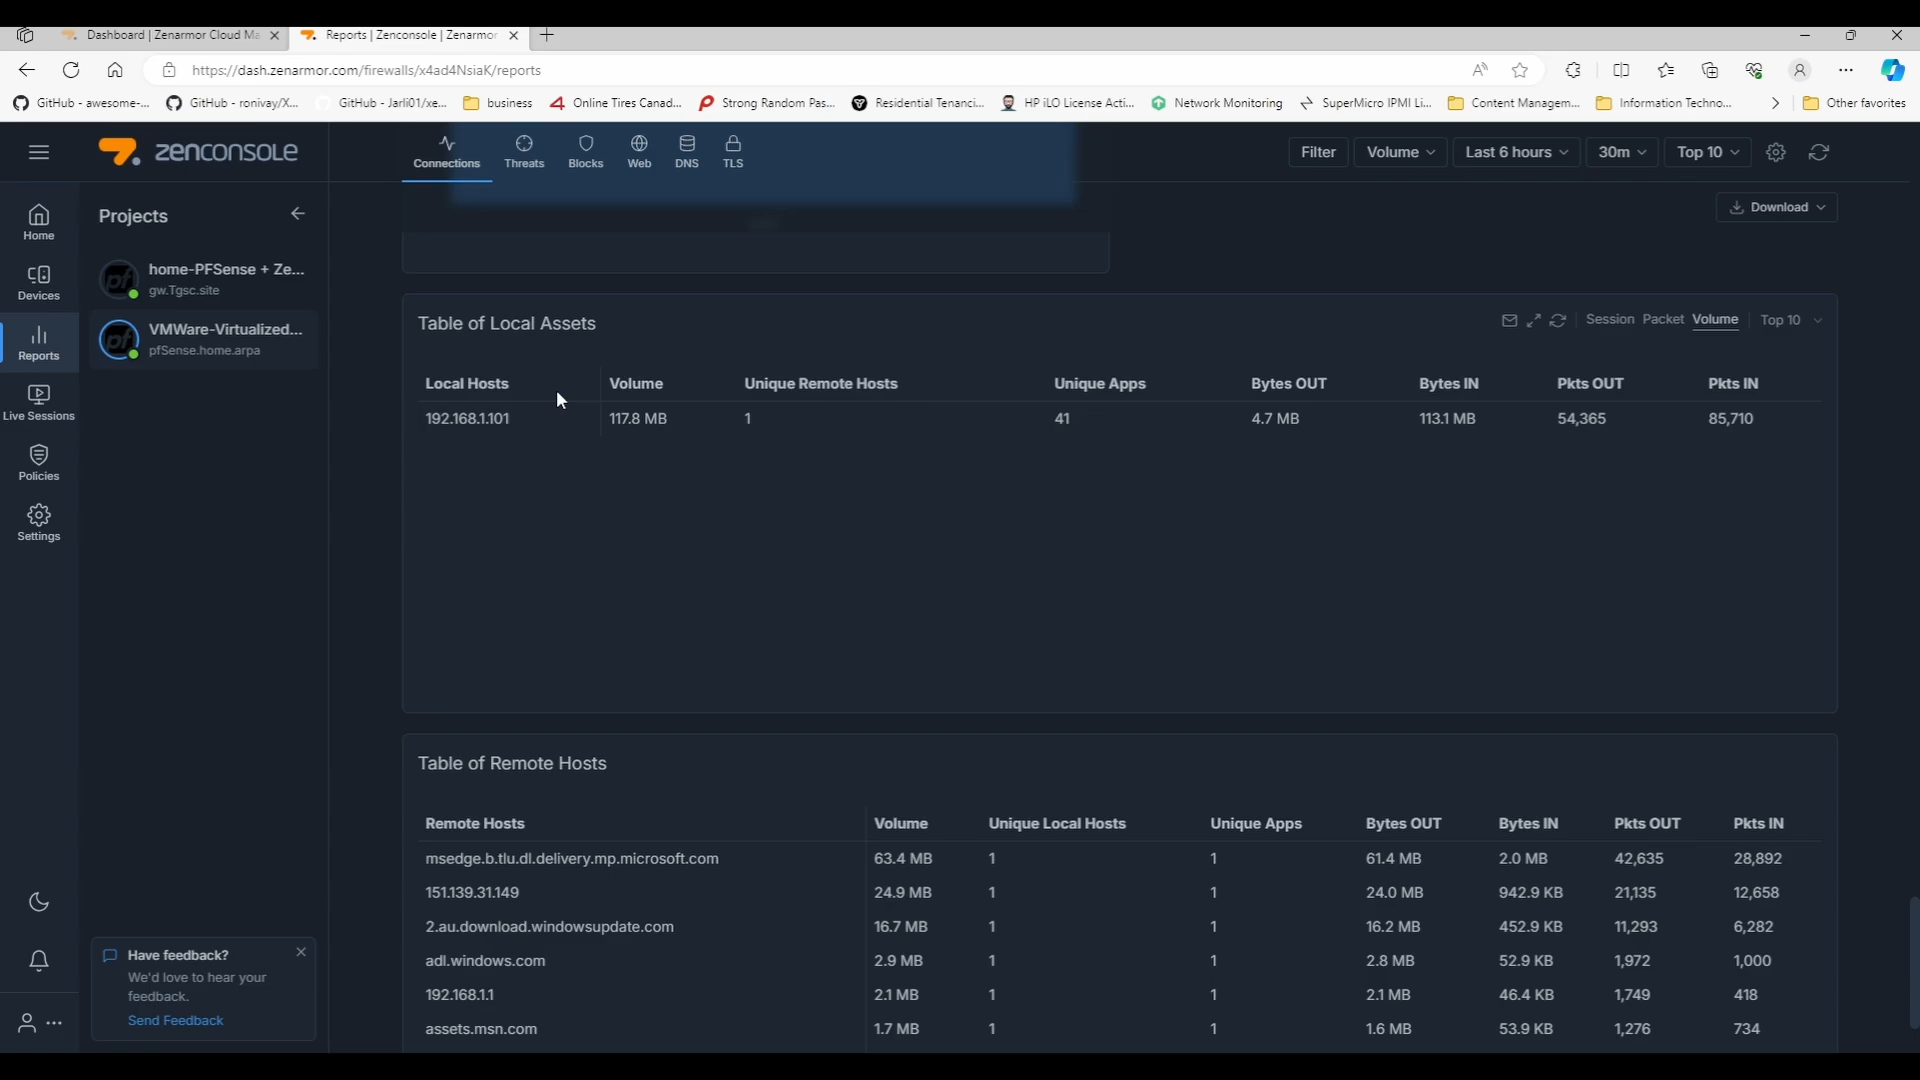 Dashboard | Zenarmor Cloud Ma
Reports | Zenconsole | Zenarmor
https://dash.zenarmor.com/firewalls/x4ad4NsiaK/reports
GitHub - awesome-...
GitHub - ronivay/X...
GitHub - Jarli01/xe...
business
Online Tires Canad...
Strong Random Pas...
Residential Tenanci...
HP iLO License Acti...
Network Monitoring
SuperMicro IPMI Li...
Content Managem...
Information Techno...
Other favorites
zenconsole
Connections
Threats
Blocks
Web
DNS
TLS
Filter
Volume
Last 6 hours
30m
Top 10
Home
Devices
Reports
Live Sessions
Policies
Settings
Projects
home-PFSense + Ze...
gw.Tgsc.site
VMWare-Virtualized...
pfSense.home.arpa
Download
Table of Local Assets
Session Packet Volume Top 10
Local Hosts Volume Unique Remote Hosts Unique Apps Bytes OUT Bytes IN Pkts OUT Pkts IN
192.168.1.101 117.8 MB 1 41 4.7 MB 113.1 MB 54,365 85,710
Table of Remote Hosts
Remote Hosts Volume Unique Local Hosts Unique Apps Bytes OUT Bytes IN Pkts OUT Pkts IN
msedge.b.tlu.dl.delivery.mp.microsoft.com 63.4 MB 1 1 61.4 MB 2.0 MB 42,635 28,892
151.139.31.149 24.9 MB 1 1 24.0 MB 942.9 KB 21,135 12,658
2.au.download.windowsupdate.com 16.7 MB 1 1 16.2 MB 452.9 KB 11,293 6,282
adl.windows.com 2.9 MB 1 1 2.8 MB 52.9 KB 1,972 1,000
192.168.1.1 2.1 MB 1 1 2.1 MB 46.4 KB 1,749 418
assets.msn.com 1.7 MB 1 1 1.6 MB 53.9 KB 1,276 734
Have feedback?
We'd love to hear your
feedback.
Send Feedback